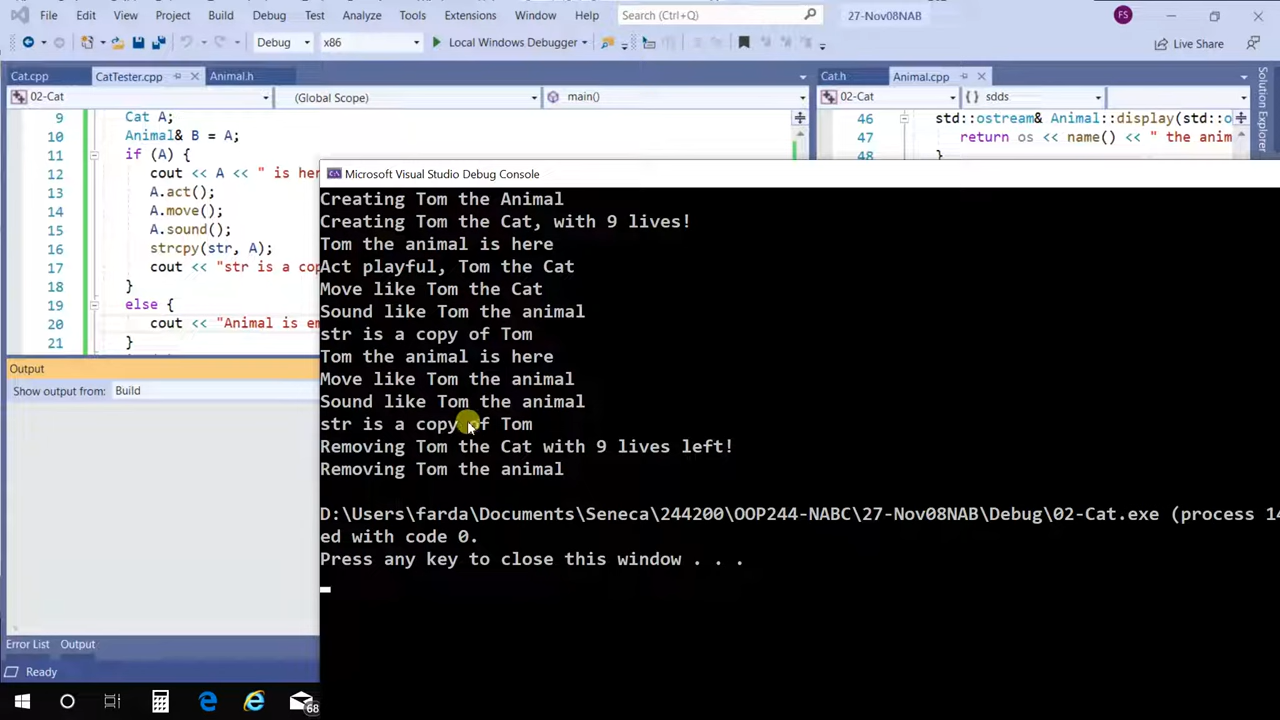 File Edit View Project Build Debug Test Analyze Tools Extensions Window Help Search (Ctrl+Q) 27-Nov08NAB FS
Debug x86 Local Windows Debugger Live Share
Cat.cpp CatTester.cpp Animal.h
02-Cat (Global Scope) main()
9 Cat A;
10 Animal& B = A;
11 if (A) {
12 cout << A << " is her
13 A.act();
14 A.move();
15 A.sound();
16 strcpy(str, A);
17 cout << "str is a cop
18 }
19 else {
20 cout << "Animal is em
21 }
Cat.h Animal.cpp
02-Cat sdds
46 std::ostream& Animal::display(std::o
47 return os << name() << " the anim
48 }
Solution Explorer
Microsoft Visual Studio Debug Console
Creating Tom the Animal
Creating Tom the Cat, with 9 lives!
Tom the animal is here
Act playful, Tom the Cat
Move like Tom the Cat
Sound like Tom the animal
str is a copy of Tom
Tom the animal is here
Move like Tom the animal
Sound like Tom the animal
str is a copy of Tom
Removing Tom the Cat with 9 lives left!
Removing Tom the animal
D:\Users\farda\Documents\Seneca\244200\OOP244-NABC\27-Nov08NAB\Debug\02-Cat.exe (process 14
ed with code 0.
Press any key to close this window . . .
Output
Show output from: Build
Error List Output
Ready
68